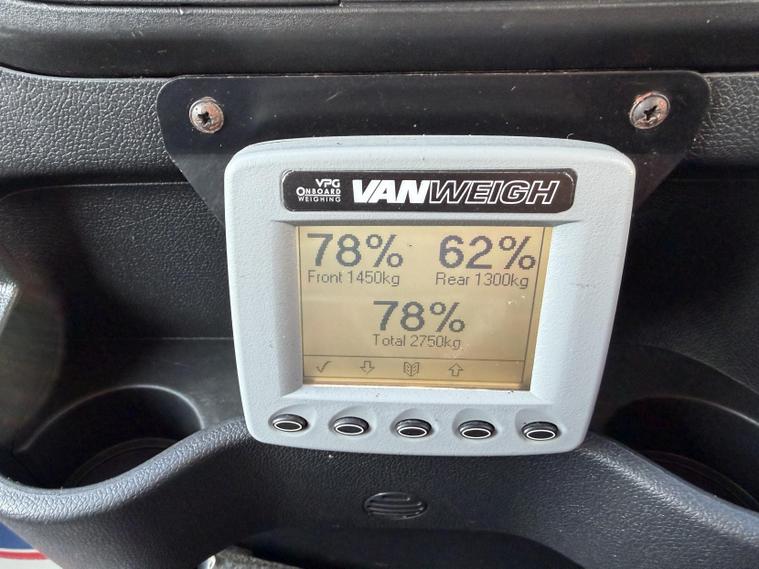 VPG
ONBOARD
WEIGHING
VANWEIGH
78% 62%
Front 1450kg Rear 1300kg
78%
Total 2750kg